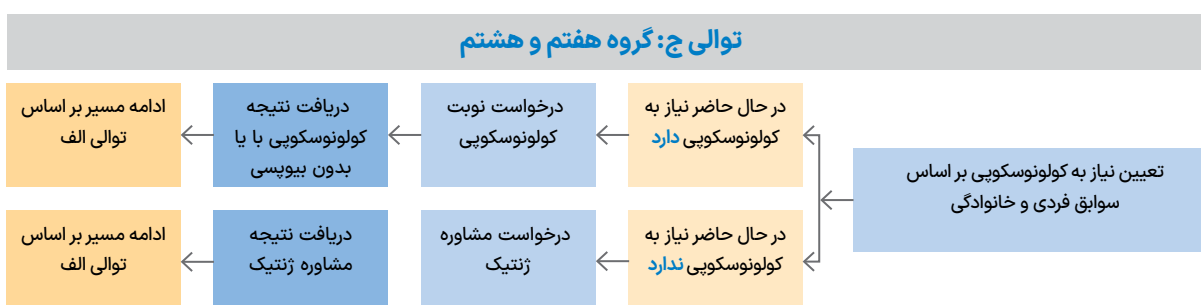 توالی ج: گروه هفتم و هشتم
تعیین نیاز به کولونوسکوپی بر اساس
سوابق فردی و خانوادگی
در حال حاضر نیاز به
کولونوسکوپی دارد
درخواست نوبت
کولونوسکوپی
دریافت نتیجه
کولونوسکوپی با یا
بدون بیوپسی
ادامه مسیر بر اساس
توالی الف
در حال حاضر نیاز به
کولونوسکوپی ندارد
درخواست مشاوره
ژنتیک
دریافت نتیجه
مشاوره ژنتیک
ادامه مسیر بر اساس
توالی الف